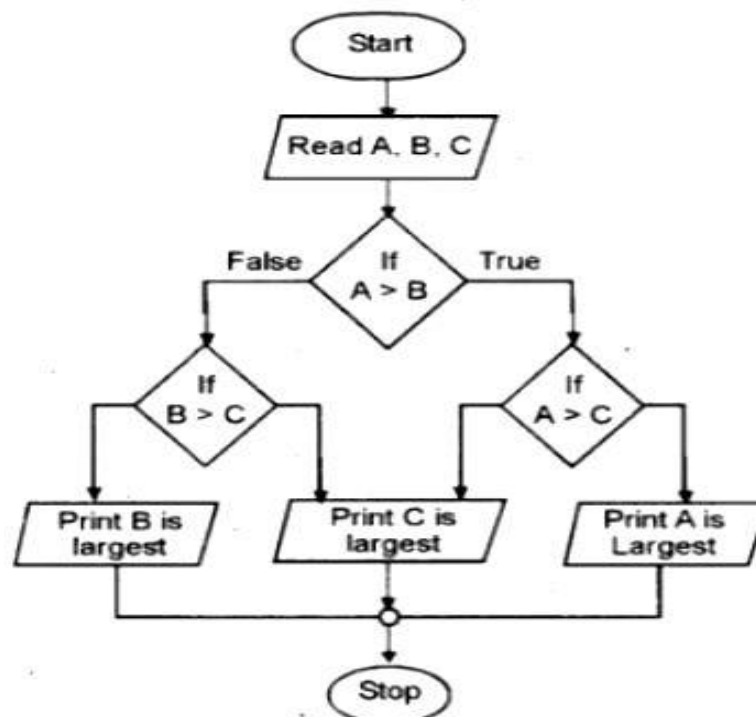 Start
Read A, B, C
False
If
A > B
True
If
B > C
If
A > C
Print B is
largest
Print C is
largest
Print A is
Largest
Stop